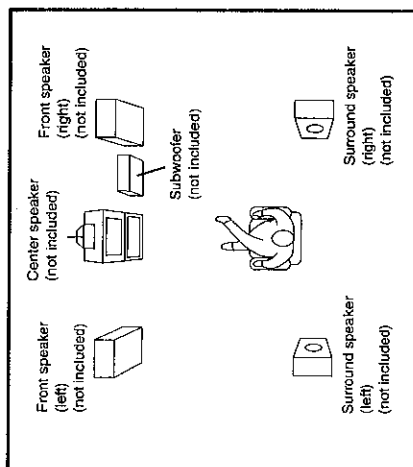 Front speaker
(left)
(not included)
Center speaker
(not included)
Front speaker
(right)
(not included)
Subwoofer
(not included)
Surround speaker
(left)
(not included)
Surround speaker
(right)
(not included)